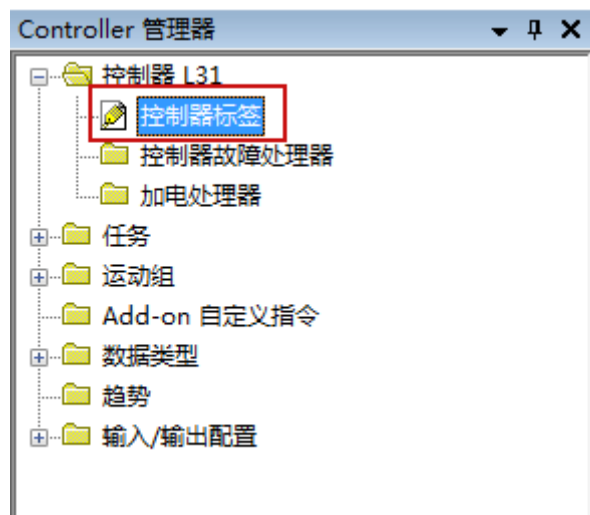 Controller 管理器
控制器 L31
控制器标签
控制器故障处理器
加电处理器
任务
运动组
Add-on 自定义指令
数据类型
趋势
输入/输出配置